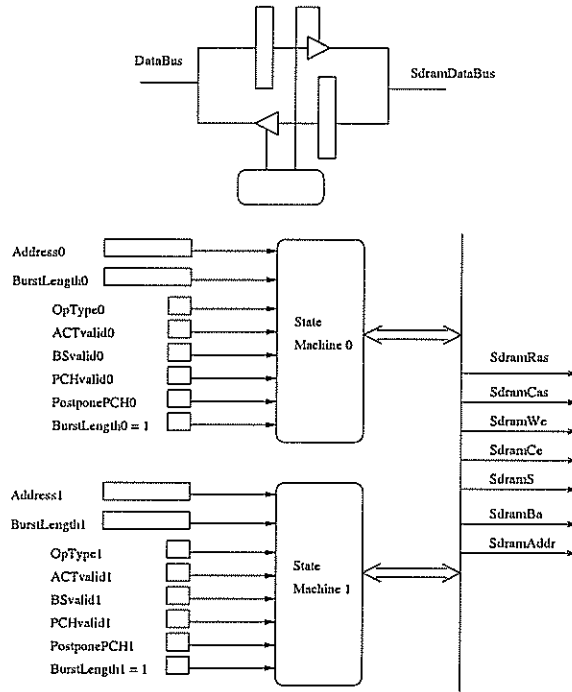 DataBus
SdramDataBus
Address0
BurstLength0
OpType0
ACTvalid0
BSvalid0
PCHvalid0
PostponePCH0
BurstLength0 = 1
State
Machine 0
SdramRas
SdramCas
SdramWe
SdramCe
SdramS
SdramBa
SdramAddr
Address1
BurstLength1
OpType1
ACTvalid1
BSvalid1
PCHvalid1
PostponePCH1
BurstLength1 = 1
State
Machine 1